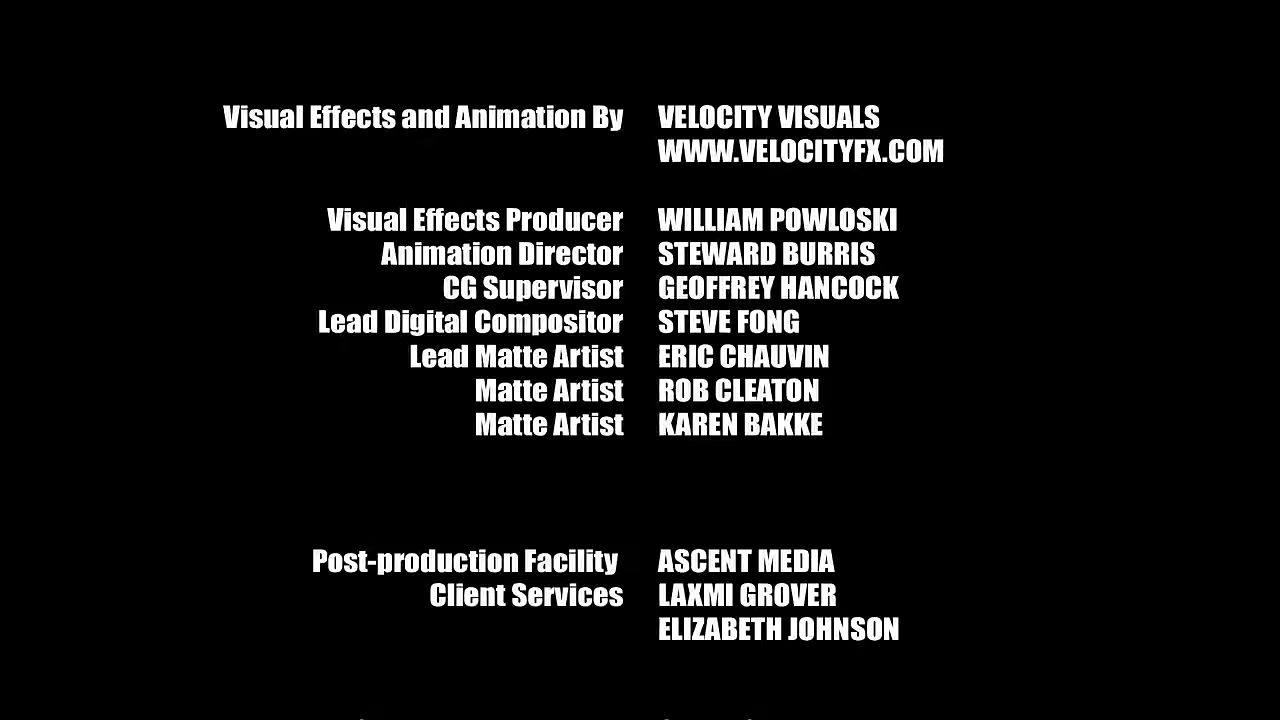 Visual Effects and Animation By VELOCITY VISUALS
WWW.VELOCITYFX.COM
Visual Effects Producer WILLIAM POWLOSKI
Animation Director STEWARD BURRIS
CG Supervisor GEOFFREY HANCOCK
Lead Digital Compositor STEVE FONG
Lead Matte Artist ERIC CHAUVIN
Matte Artist ROB CLEATON
Matte Artist KAREN BAKKE
Post-production Facility ASCENT MEDIA
Client Services LAXMI GROVER
ELIZABETH JOHNSON